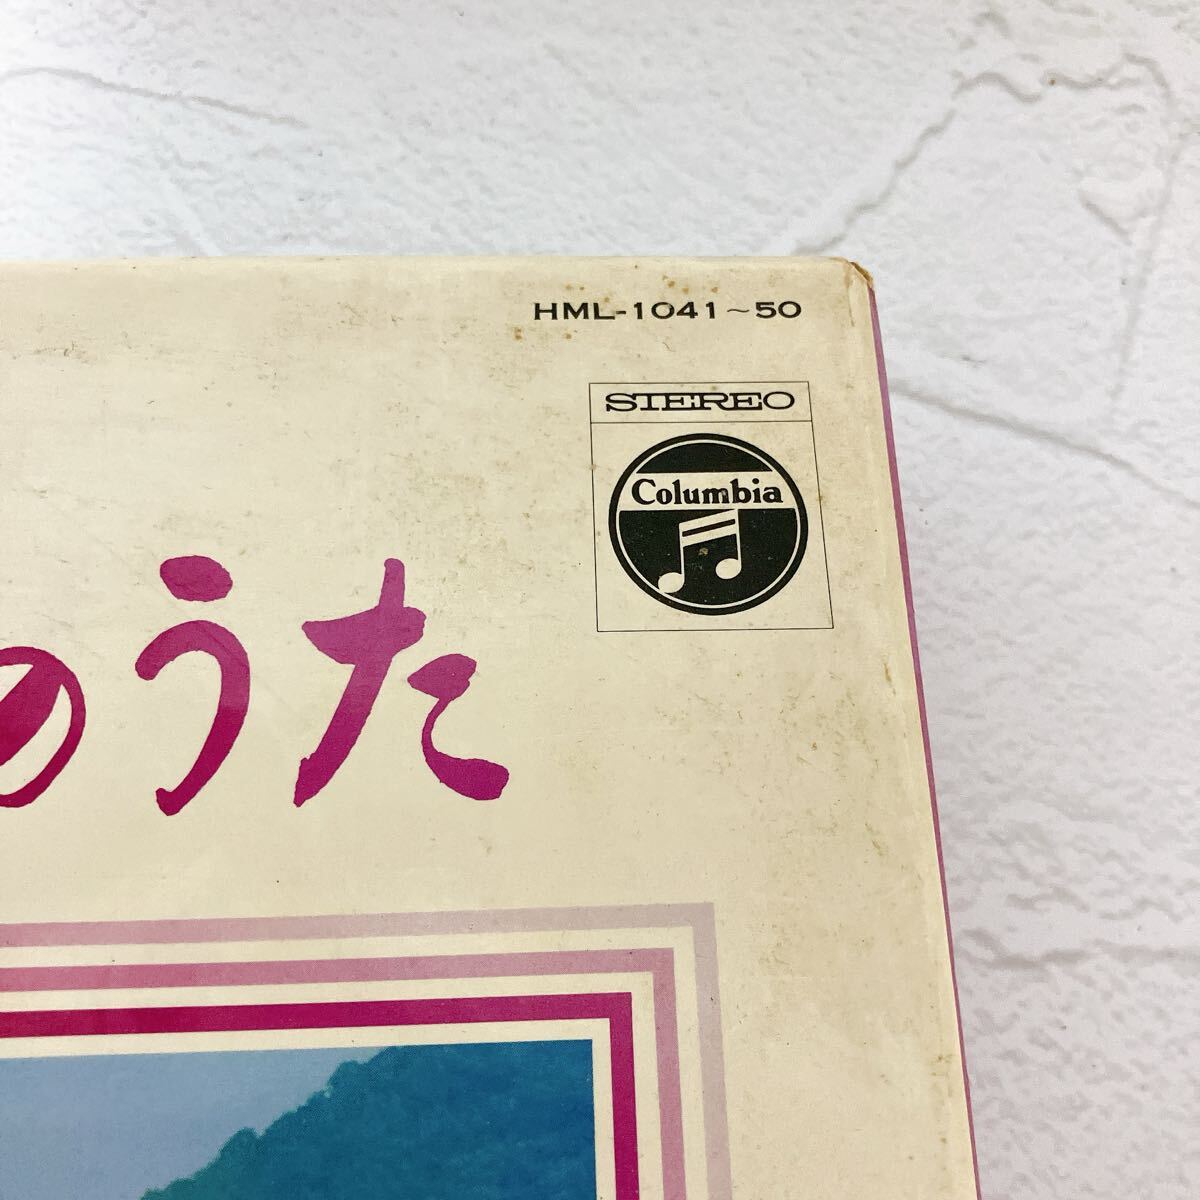 HML-1041～50
STEREO
Columbia
のうた